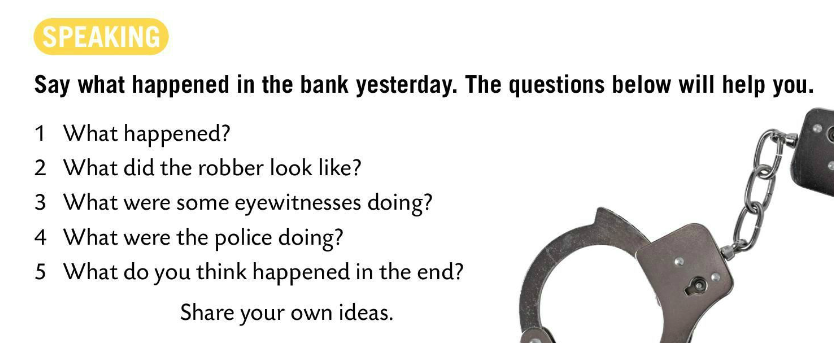 SPEAKING
Say what happened in the bank yesterday. The questions below will help you.
1 What happened?
2 What did the robber look like?
3 What were some eyewitnesses doing?
4 What were the police doing?
5 What do you think happened in the end?
Share your own ideas.